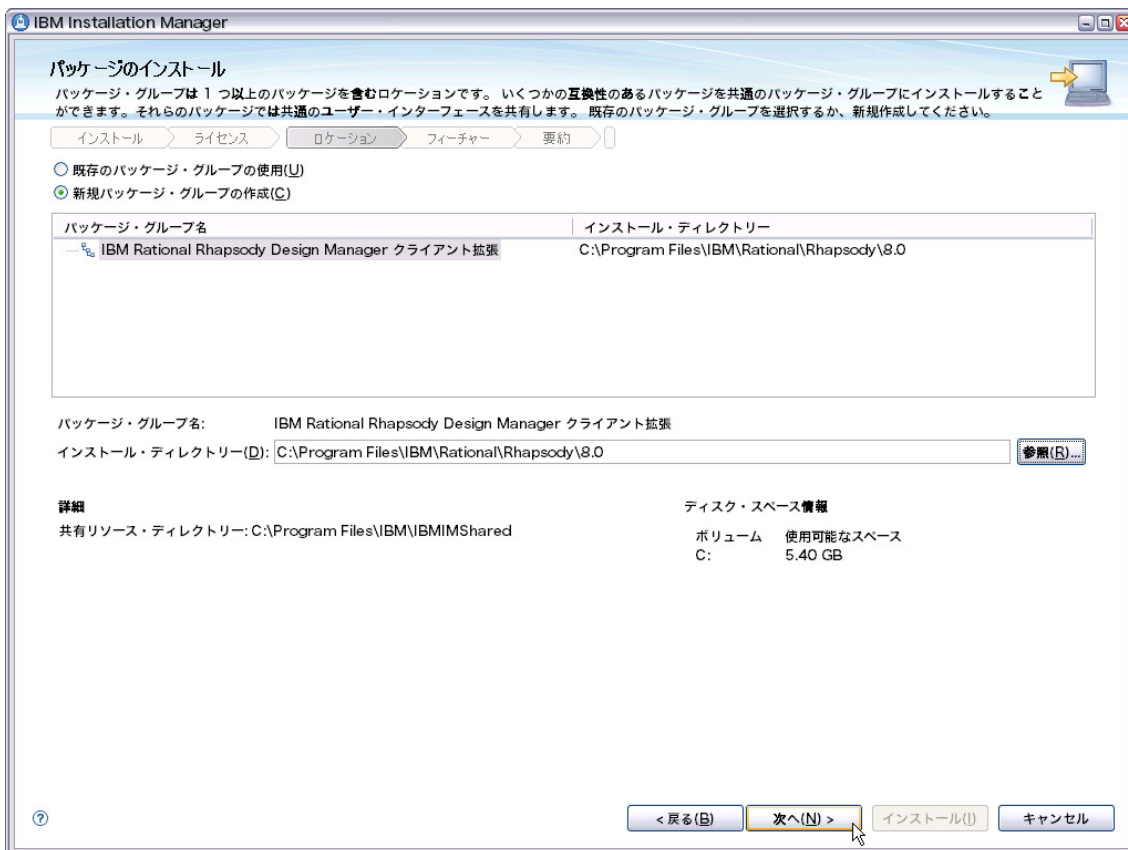 IBM Installation Manager
パッケージのインストール
パッケージ・グループは 1 つ以上のパッケージを含むロケーションです。 いくつかの互換性のあるパッケージを共通のパッケージ・グループにインストールすること
ができます。それらのパッケージでは共通のユーザー・インターフェースを共有します。 既存のパッケージ・グループを選択するか、新規作成してください。
インストール ライセンス ロケーション フィーチャー 要約
既存のパッケージ・グループの使用(U)
新規パッケージ・グループの作成(C)
パッケージ・グループ名 インストール・ディレクトリー
IBM Rational Rhapsody Design Manager クライアント拡張 C:\Program Files\IBM\Rational\Rhapsody\8.0
パッケージ・グループ名: IBM Rational Rhapsody Design Manager クライアント拡張
インストール・ディレクトリー(D): C:\Program Files\IBM\Rational\Rhapsody\8.0 参照(R)...
詳細 ディスク・スペース情報
共有リソース・ディレクトリー: C:\Program Files\IBM\IBMIMShared
ボリューム 使用可能なスペース
C: 5.40 GB
? < 戻る(B) 次へ(N) > インストール(I) キャンセル